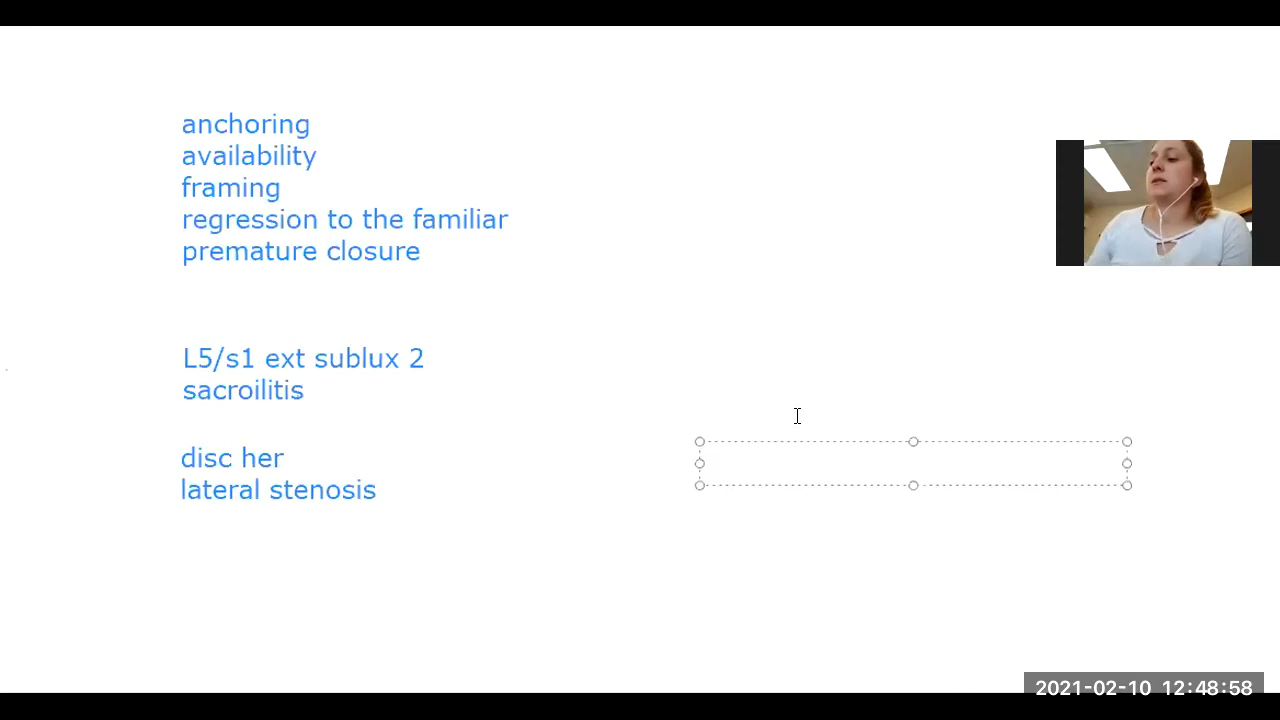 anchoring
availability
framing
regression to the familiar
premature closure
L5/s1 ext sublux 2
sacroilitis
disc her
lateral stenosis
2021-02-10 12:48:58